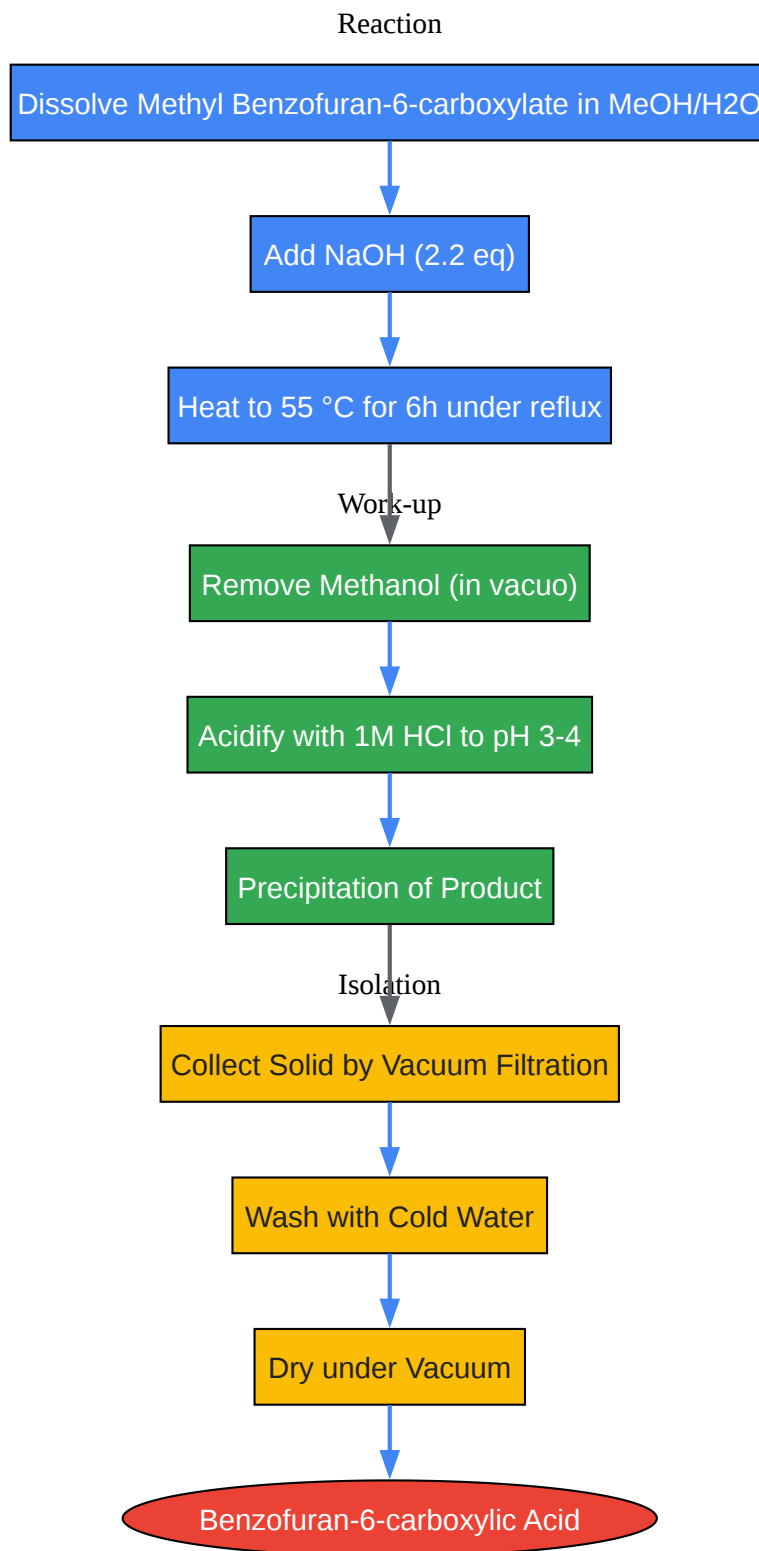 Reaction
Dissolve Methyl Benzofuran-6-carboxylate in MeOH/H2O
Add NaOH (2.2 eq)
Heat to 55 °C for 6h under reflux
Work-up
Remove Methanol (in vacuo)
Acidify with 1M HCl to pH 3-4
Precipitation of Product
Isolation
Collect Solid by Vacuum Filtration
Wash with Cold Water
Dry under Vacuum
Benzofuran-6-carboxylic Acid